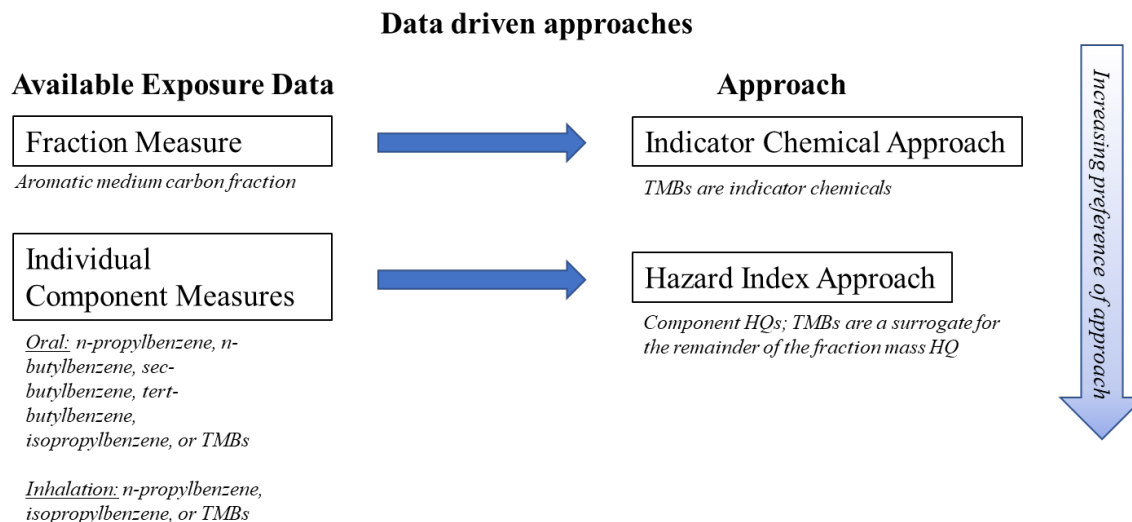 Data driven approaches
Available Exposure Data
Approach
Fraction Measure
Indicator Chemical Approach
Aromatic medium carbon fraction
TMBs are indicator chemicals
Individual
Component Measures
Hazard Index Approach
Component HQs; TMBs are a surrogate for
the remainder of the fraction mass HQ
Oral: n-propylbenzene, n-
butylbenzene, sec-
butylbenzene, tert-
butylbenzene,
isopropylbenzene, or TMBs
Inhalation: n-propylbenzene,
isopropylbenzene, or TMBs
Increasing preference of approach